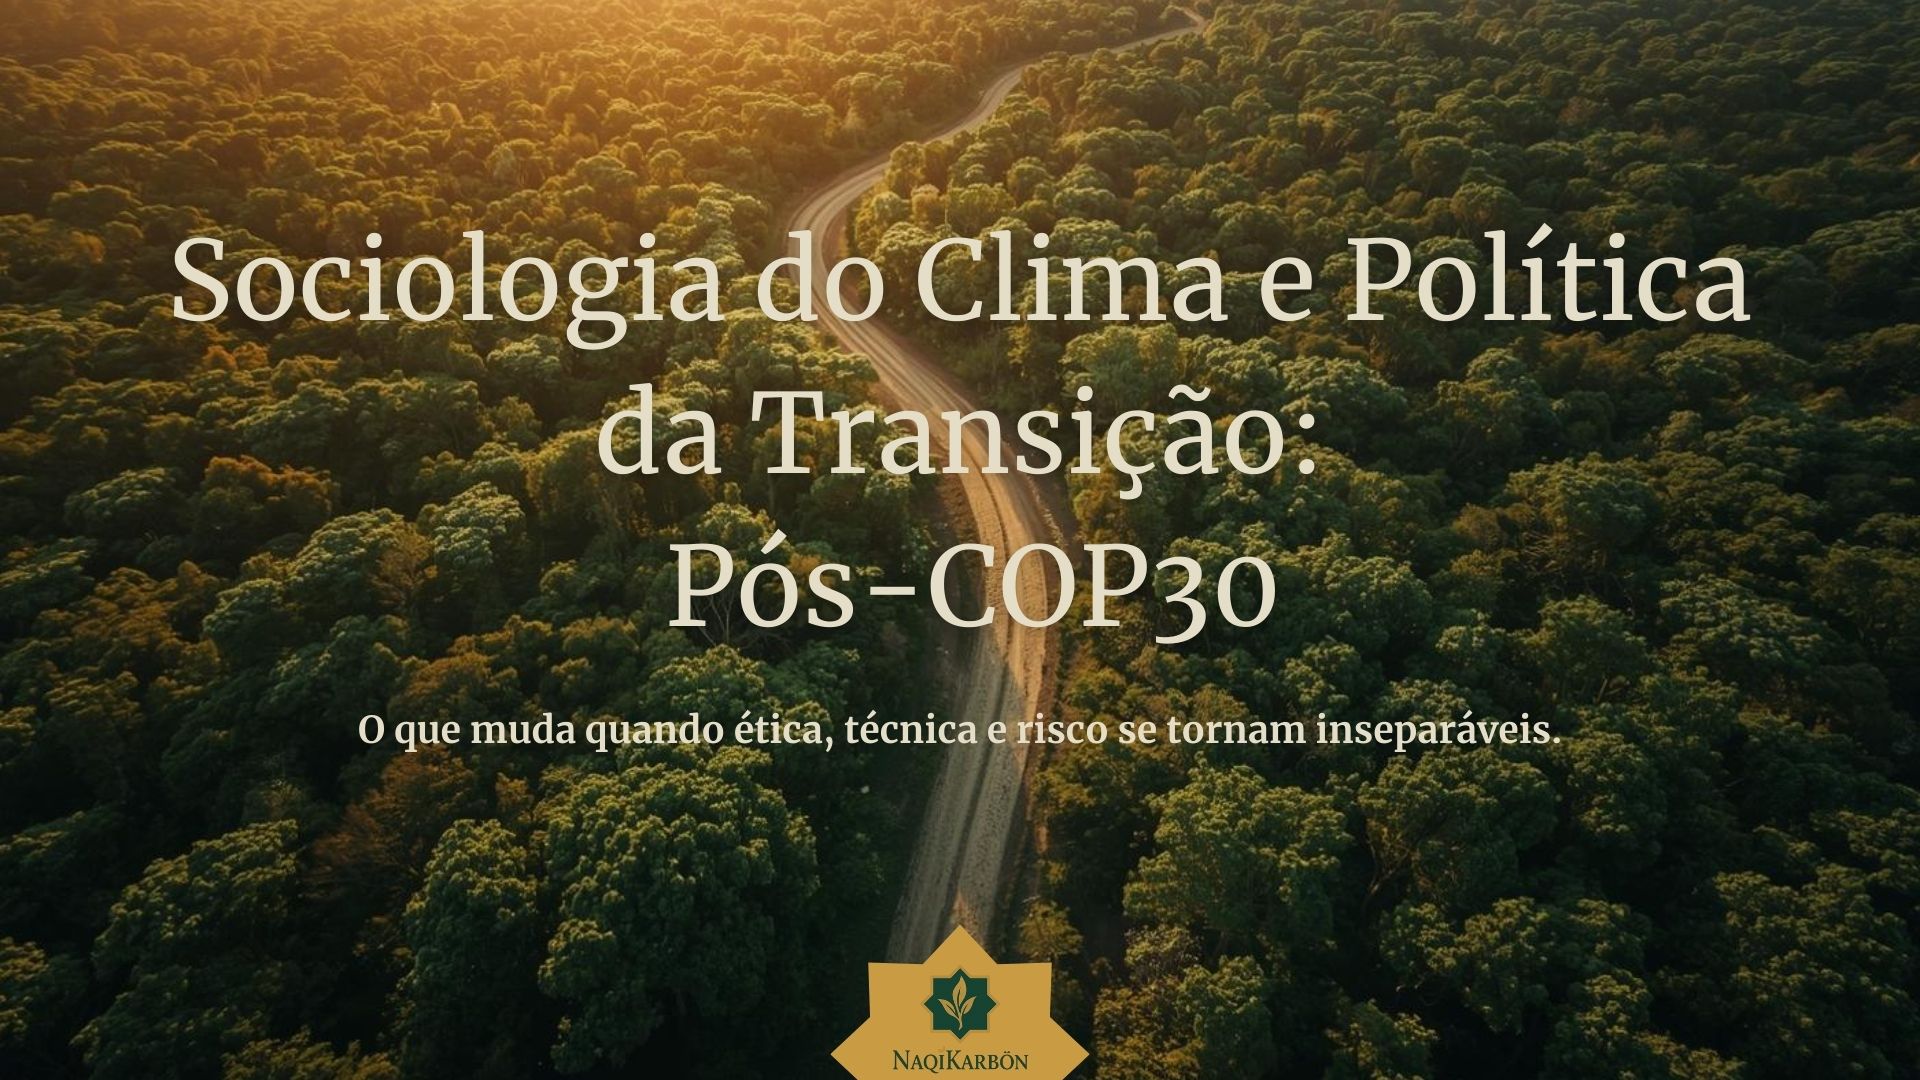 Sociologia do Clima e Política
da Transição:
Pós-COP30
O que muda quando ética, técnica e risco se tornam inseparáveis.
NAQIKARBÖN